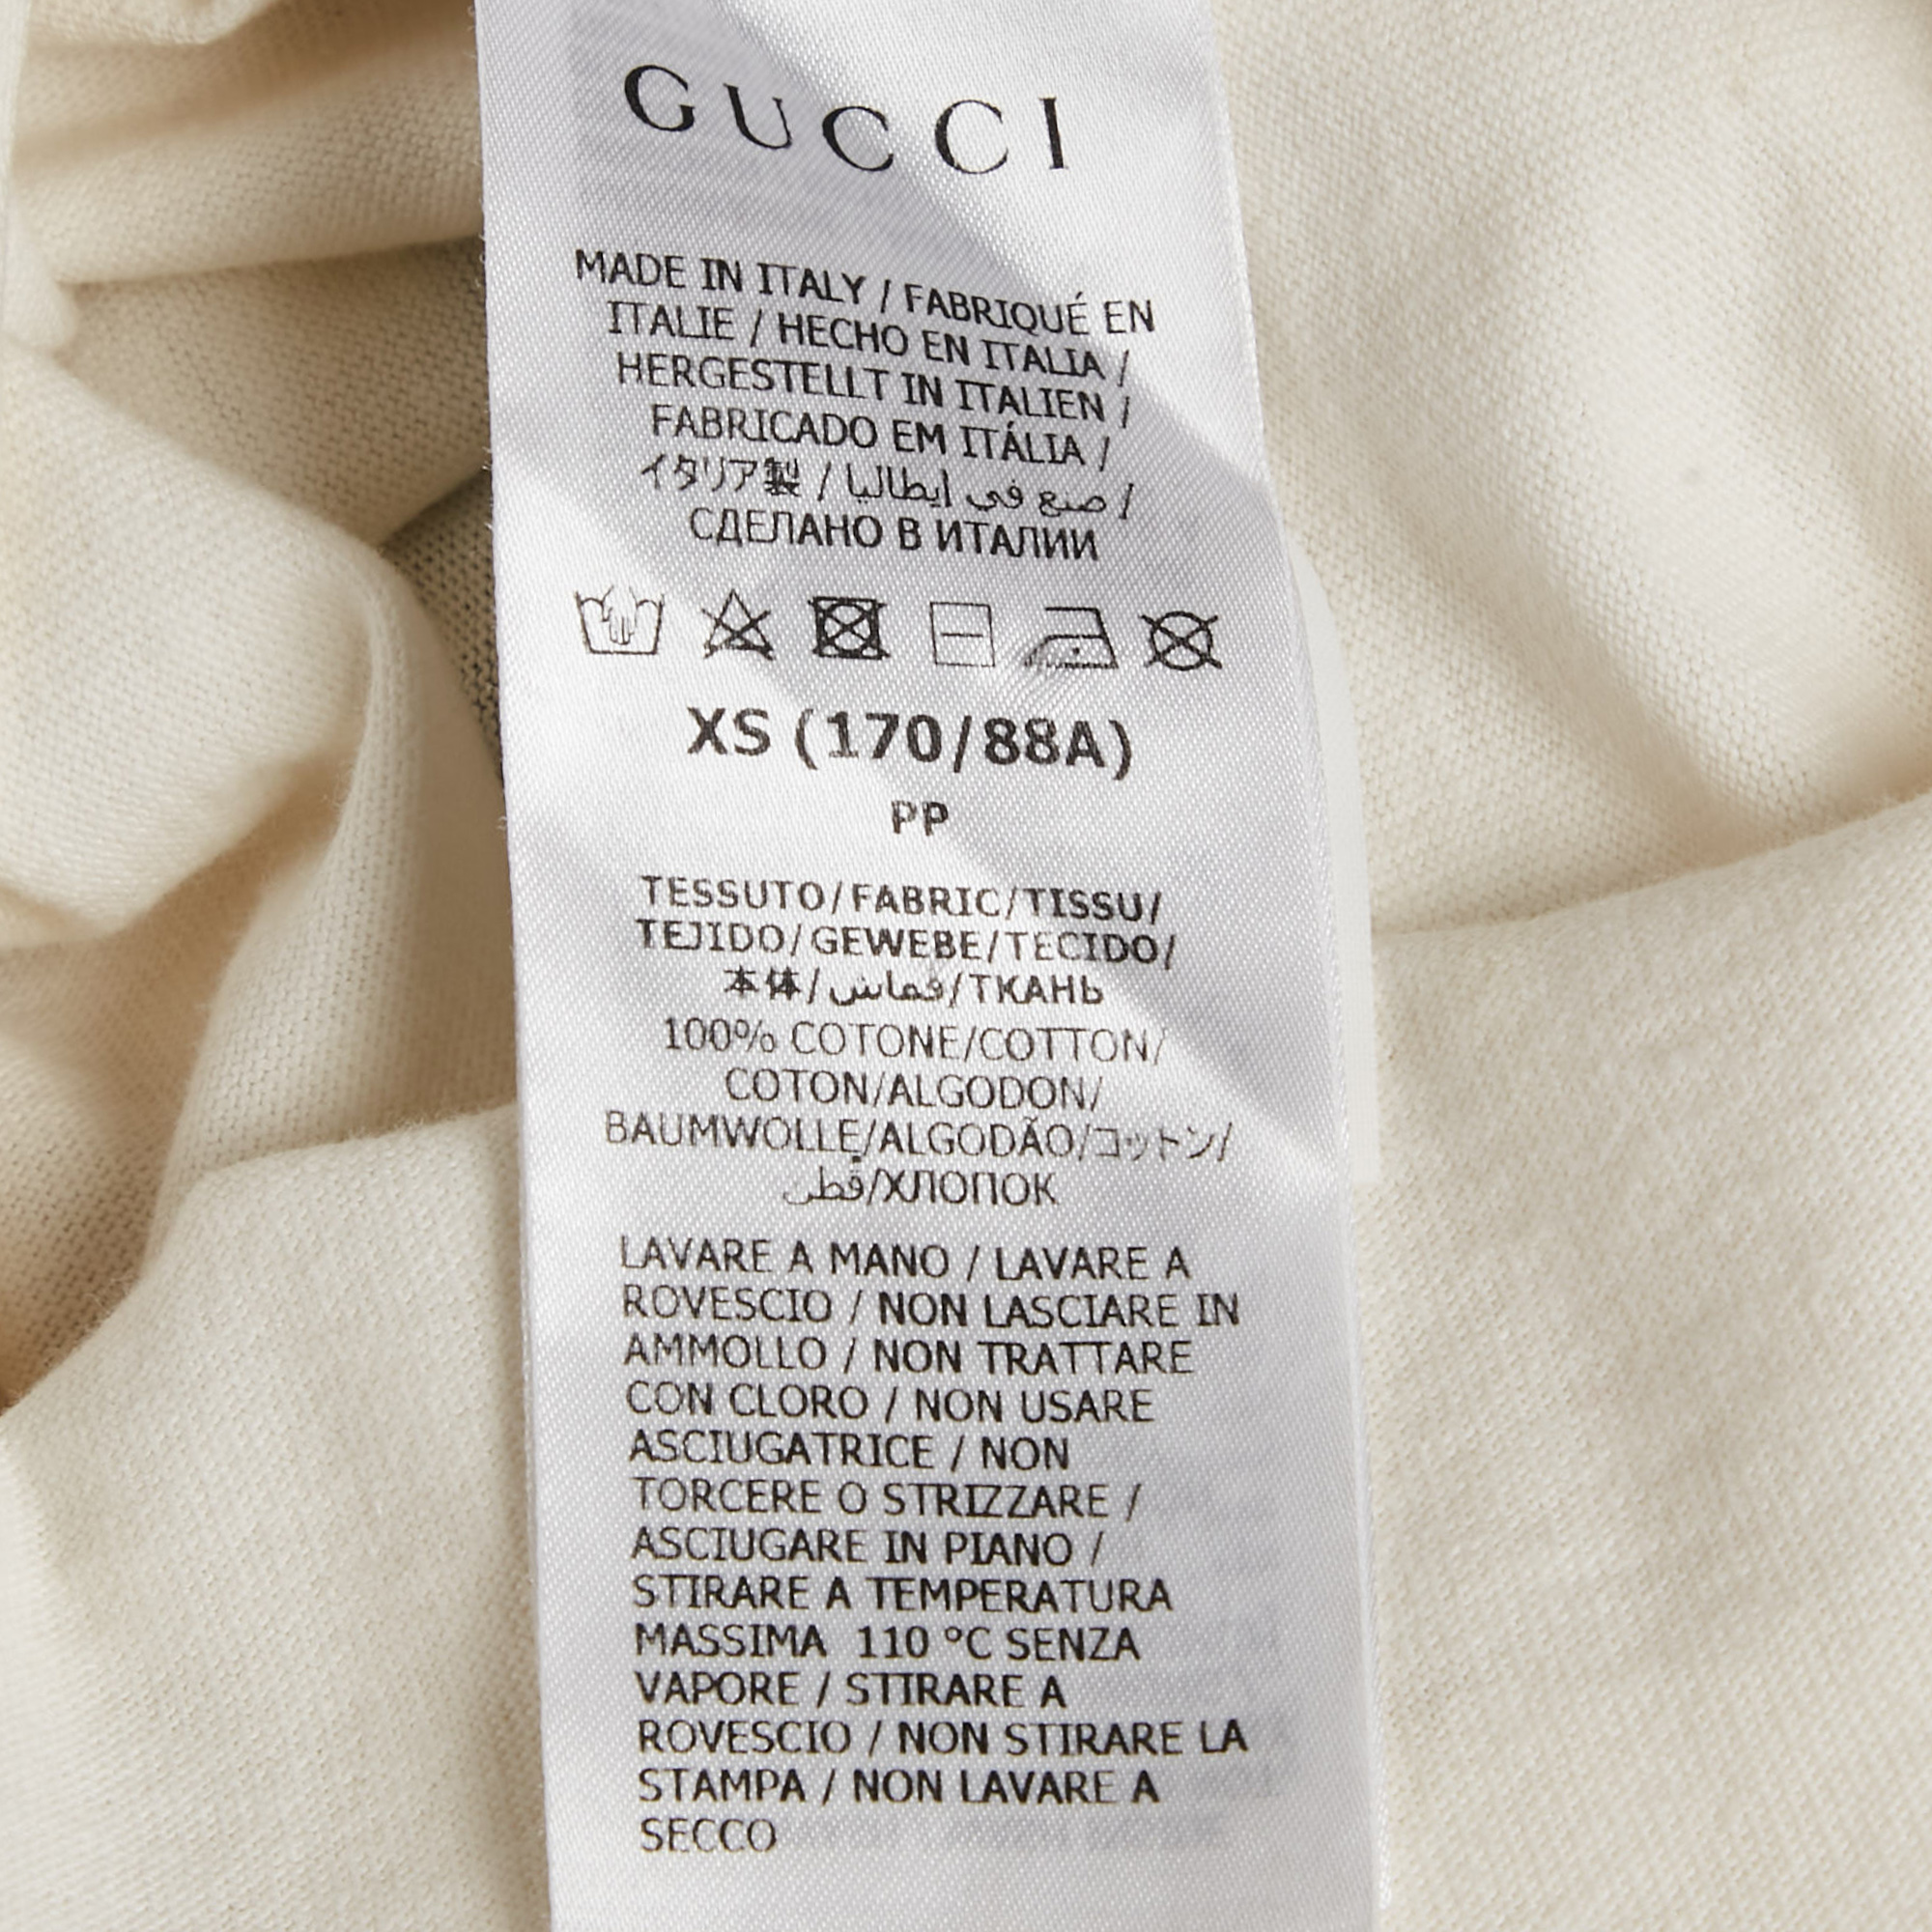 GUCCI
MADE IN ITALY / FABRIQUÉ EN
ITALIE / HECHO EN ITALIA /
HERGESTELLT IN ITALIEN /
FABRICADO EM ITÁLIA /
イタリア製 / صنع في ايطاليا /
СДЕЛАНО В ИТАЛИИ
XS (170/88A)
PP
TESSUTO/FABRIC/TISSU/
TEJIDO/GEWEBE/TECIDO/
本体/قماش/ТКАНЬ
100% COTONE/COTTON/
COTON/ALGODON/
BAUMWOLLE/ALGODÃO/コットン/
قطن/ХЛОПОК
LAVARE A MANO / LAVARE A
ROVESCIO / NON LASCIARE IN
AMMOLLO / NON TRATTARE
CON CLORO / NON USARE
ASCIUGATRICE / NON
TORCERE O STRIZZARE /
ASCIUGARE IN PIANO /
STIRARE A TEMPERATURA
MASSIMA 110 °C SENZA
VAPORE / STIRARE A
ROVESCIO / NON STIRARE LA
STAMPA / NON LAVARE A
SECCO